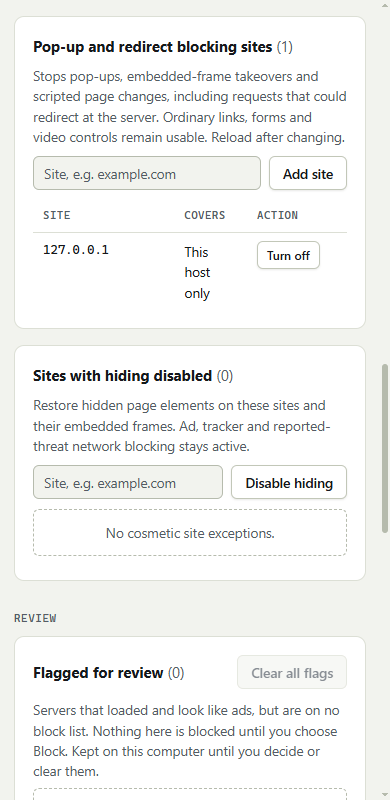 Pop-up and redirect blocking sites (1)
Stops pop-ups, embedded-frame takeovers and
scripted page changes, including requests that could
redirect at the server. Ordinary links, forms and
video controls remain usable. Reload after changing.
Site, e.g. example.com
Add site
SITE COVERS ACTION
127.0.0.1 This host only Turn off
Sites with hiding disabled (0)
Restore hidden page elements on these sites and
their embedded frames. Ad, tracker and reported-
threat network blocking stays active.
Site, e.g. example.com
Disable hiding
No cosmetic site exceptions.
REVIEW
Flagged for review (0)
Clear all flags
Servers that loaded and look like ads, but are on no
block list. Nothing here is blocked until you choose
Block. Kept on this computer until you decide or
clear them.